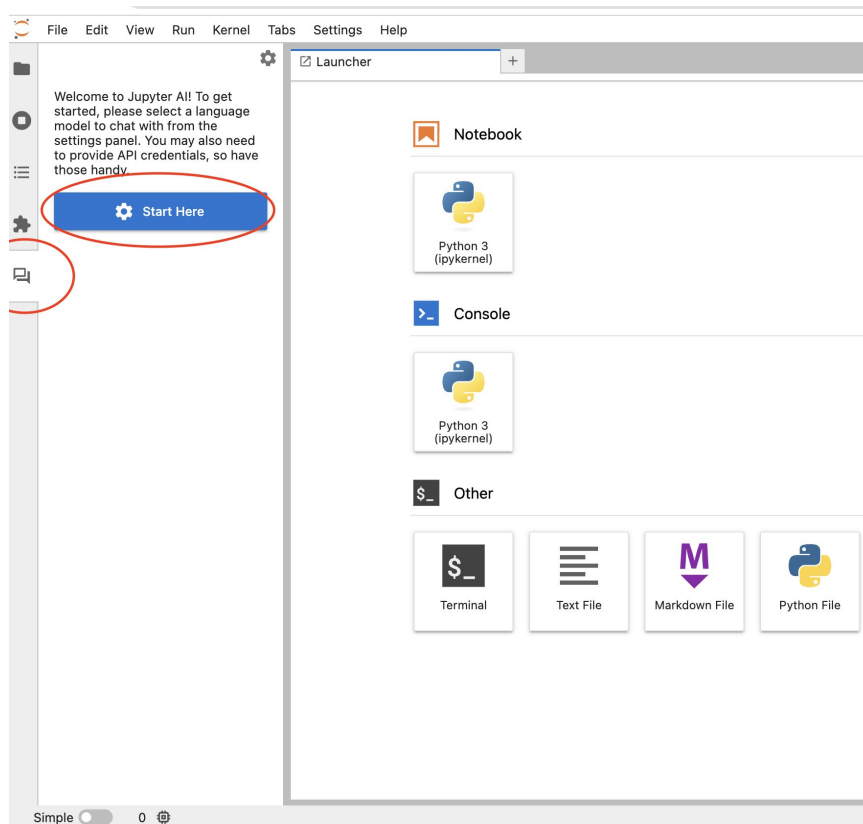 File Edit View Run Kernel Tabs Settings Help
Launcher +
Welcome to Jupyter AI! To get
started, please select a language
model to chat with from the
settings panel. You may also need
to provide API credentials, so have
those handy.
Start Here
Notebook
Python 3
(ipykernel)
>_ Console
Python 3
(ipykernel)
$_ Other
$_
Terminal
Text File
M
Markdown File
Python File
Simple 0